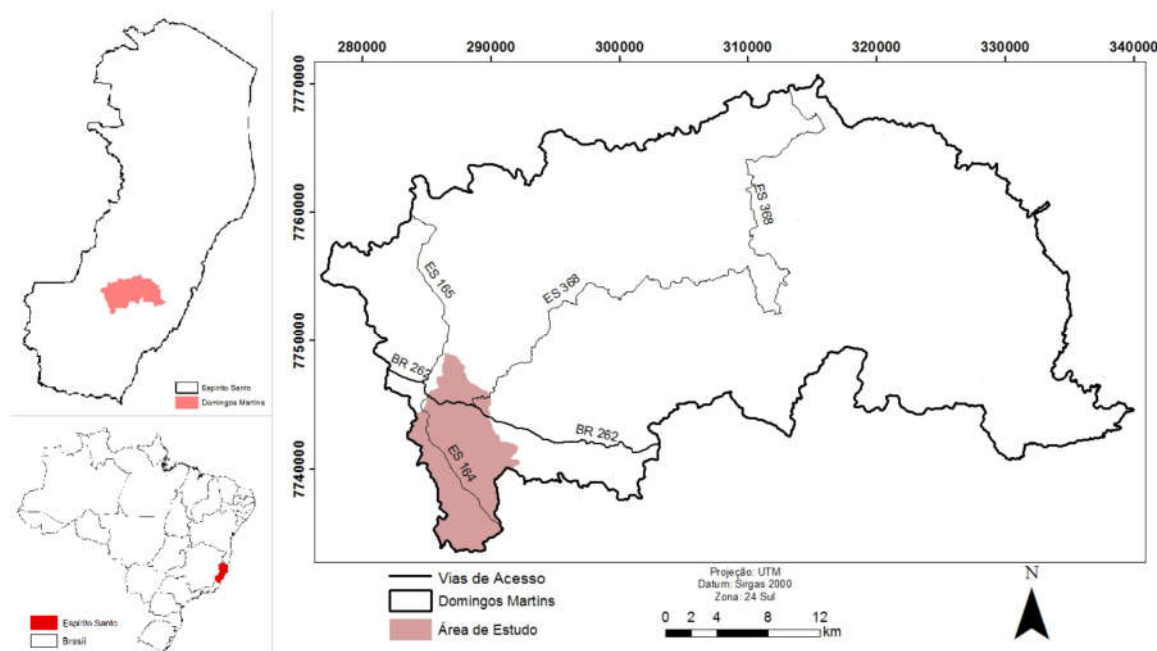 Espirito Santo
Domingos Martins
Espirito Santo
Brasil
280000 290000 300000 310000 320000 330000 340000
7770000
7760000
7750000
7740000
ES 368
ES 165
ES 368
BR 262
BR 262
ES 164
Vias de Acesso
Domingos Martins
Área de Estudo
Projeção: UTM
Datum: Sirgas 2000
Zona: 24 Sul
0 2 4 8 12
km
N